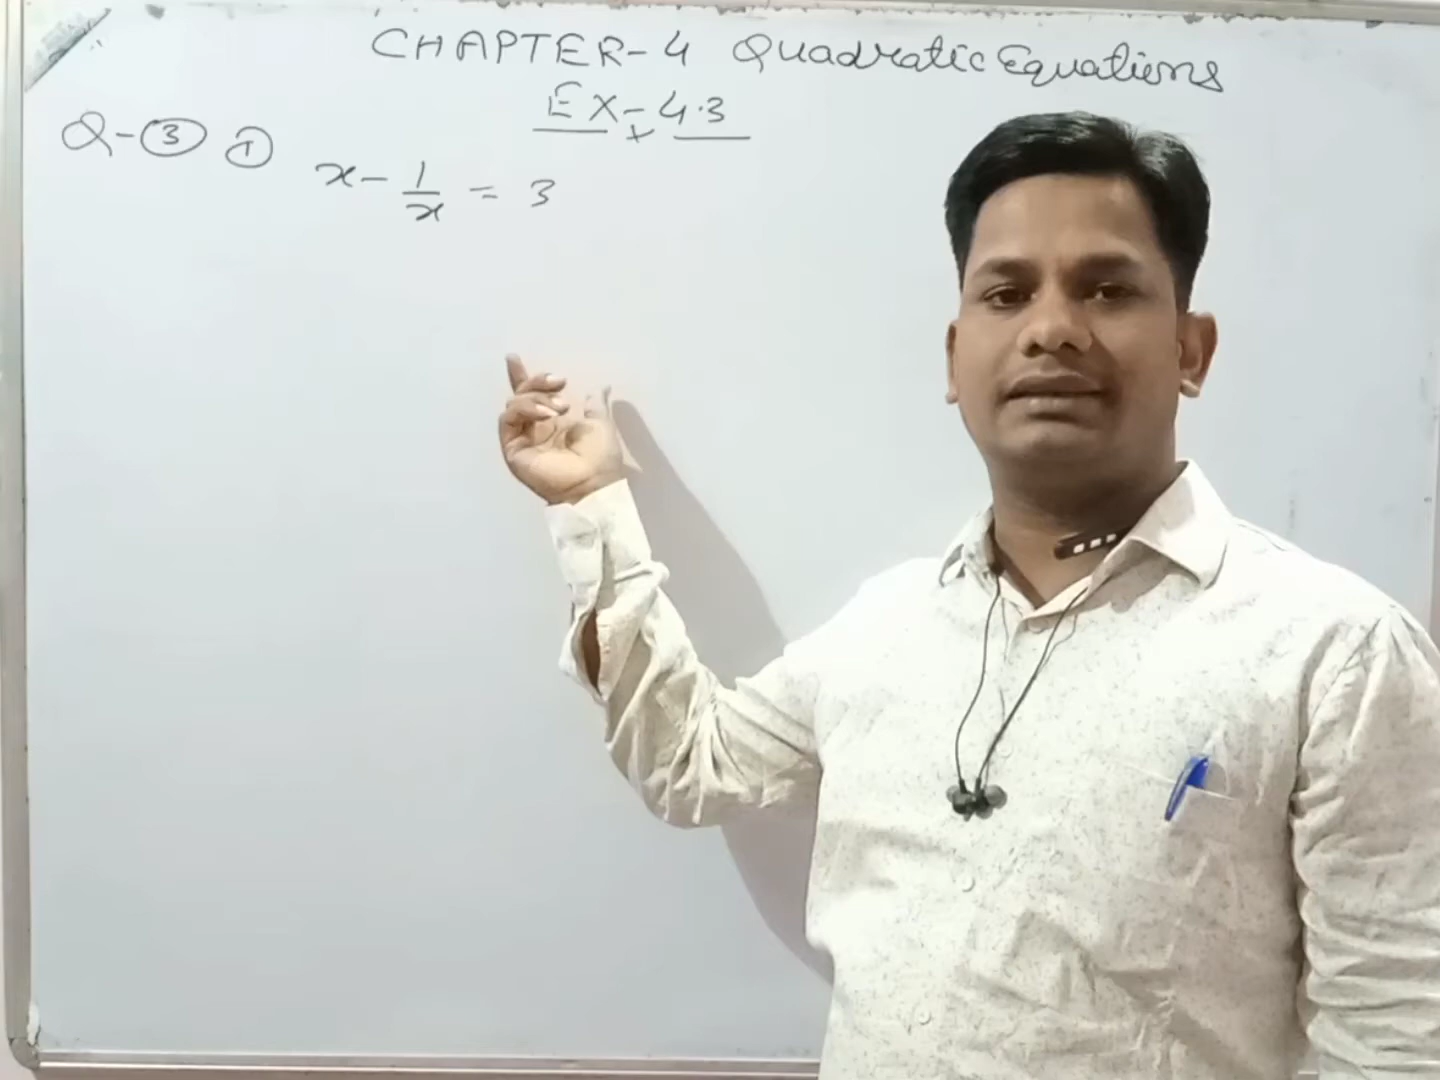 CHAPTER-4 Quadratic Equations
EX-4.3
Q-3 1
x - 1/x = 3